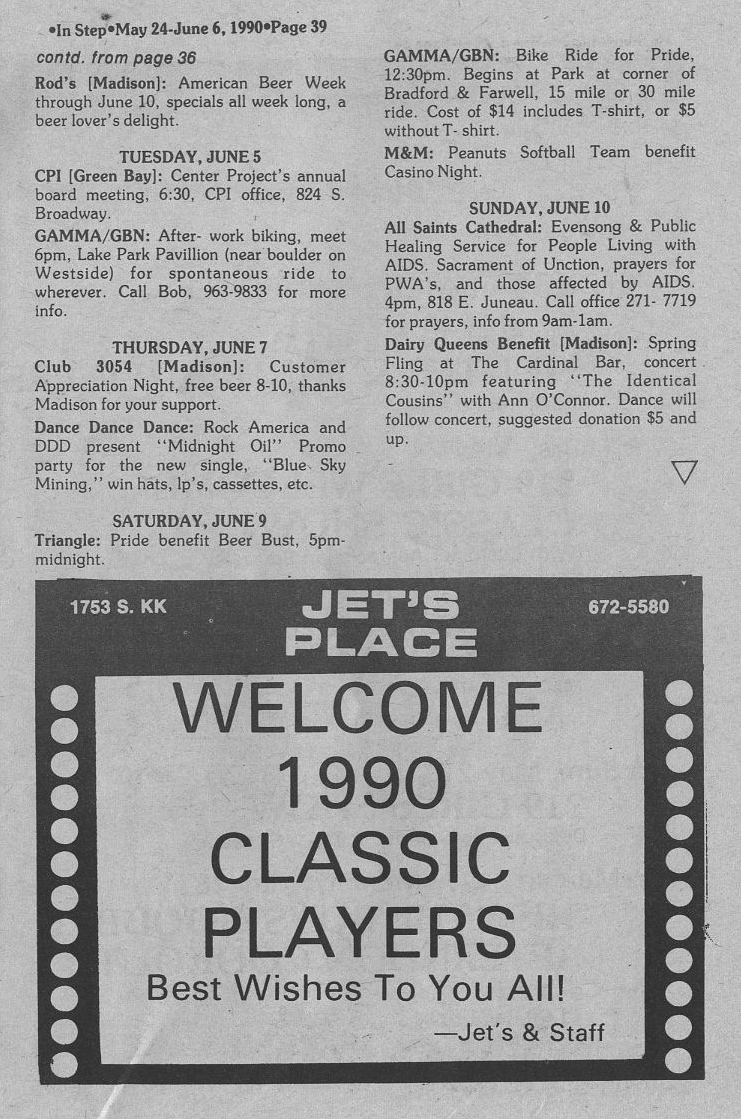 •In Step•May 24-June 6, 1990•Page 39
contd. from page 36
Rod's [Madison]: American Beer Week
through June 10, specials all week long, a
beer lover's delight.
TUESDAY, JUNE 5
CPI [Green Bay]: Center Project's annual
board meeting, 6:30, CPI office, 824 S.
Broadway.
GAMMA/GBN: After- work biking, meet
6pm, Lake Park Pavillion (near boulder on
Westside) for spontaneous ride to
wherever. Call Bob, 963-9833 for more
info.
THURSDAY, JUNE 7
Club 3054 [Madison]: Customer
Appreciation Night, free beer 8-10, thanks
Madison for your support.
Dance Dance Dance: Rock America and
DDD present "Midnight Oil" Promo
party for the new single, "Blue Sky
Mining," win hats, lp's, cassettes, etc.
SATURDAY, JUNE 9
Triangle: Pride benefit Beer Bust, 5pm-
midnight.
GAMMA/GBN: Bike Ride for Pride,
12:30pm. Begins at Park at corner of
Bradford & Farwell, 15 mile or 30 mile
ride. Cost of $14 includes T-shirt, or $5
without T- shirt.
M&M: Peanuts Softball Team benefit
Casino Night.
SUNDAY, JUNE 10
All Saints Cathedral: Evensong & Public
Healing Service for People Living with
AIDS. Sacrament of Unction, prayers for
PWA's, and those affected by AIDS.
4pm, 818 E. Juneau. Call office 271- 7719
for prayers, info from 9am-1am.
Dairy Queens Benefit [Madison]: Spring
Fling at The Cardinal Bar, concert
8:30-10pm featuring "The Identical
Cousins" with Ann O'Connor. Dance will
follow concert, suggested donation $5 and
up.
1753 S. KK
JET'S
PLACE
672-5580
WELCOME
1990
CLASSIC
PLAYERS
Best Wishes To You All!
—Jet's & Staff